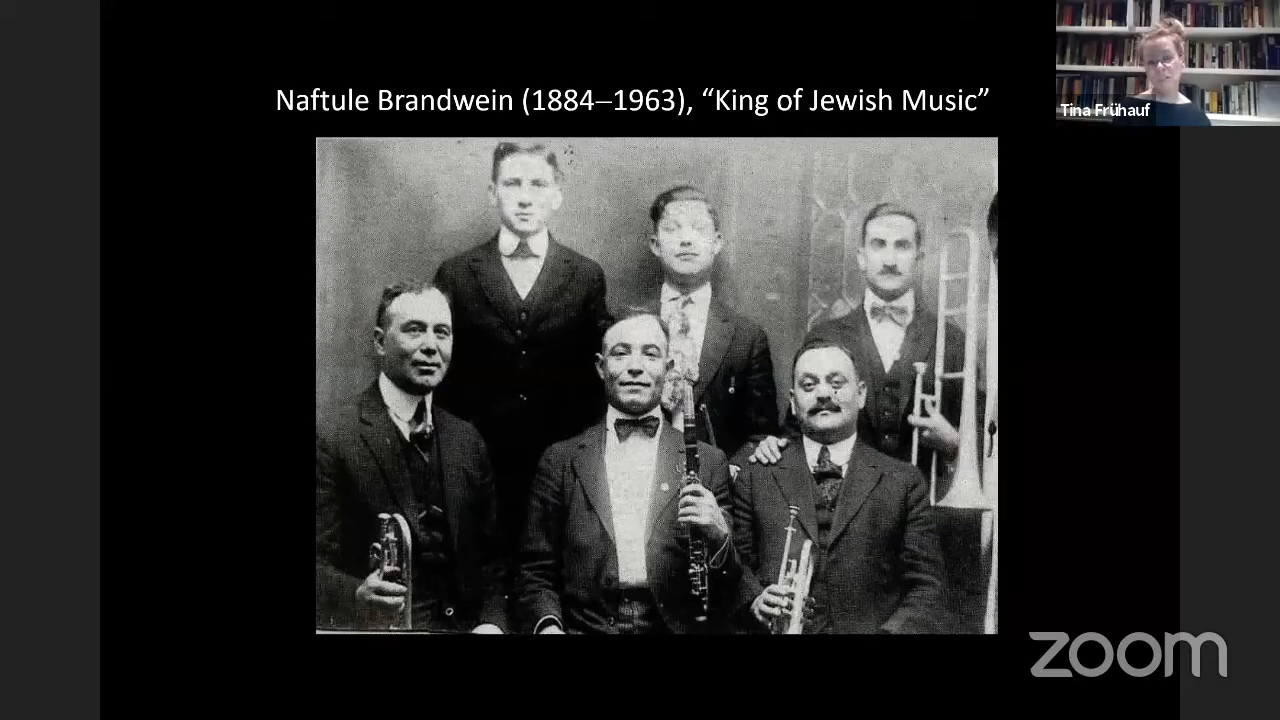 Naftule Brandwein (1884–1963), “King of Jewish Music”
Tina Frühauf
zoom